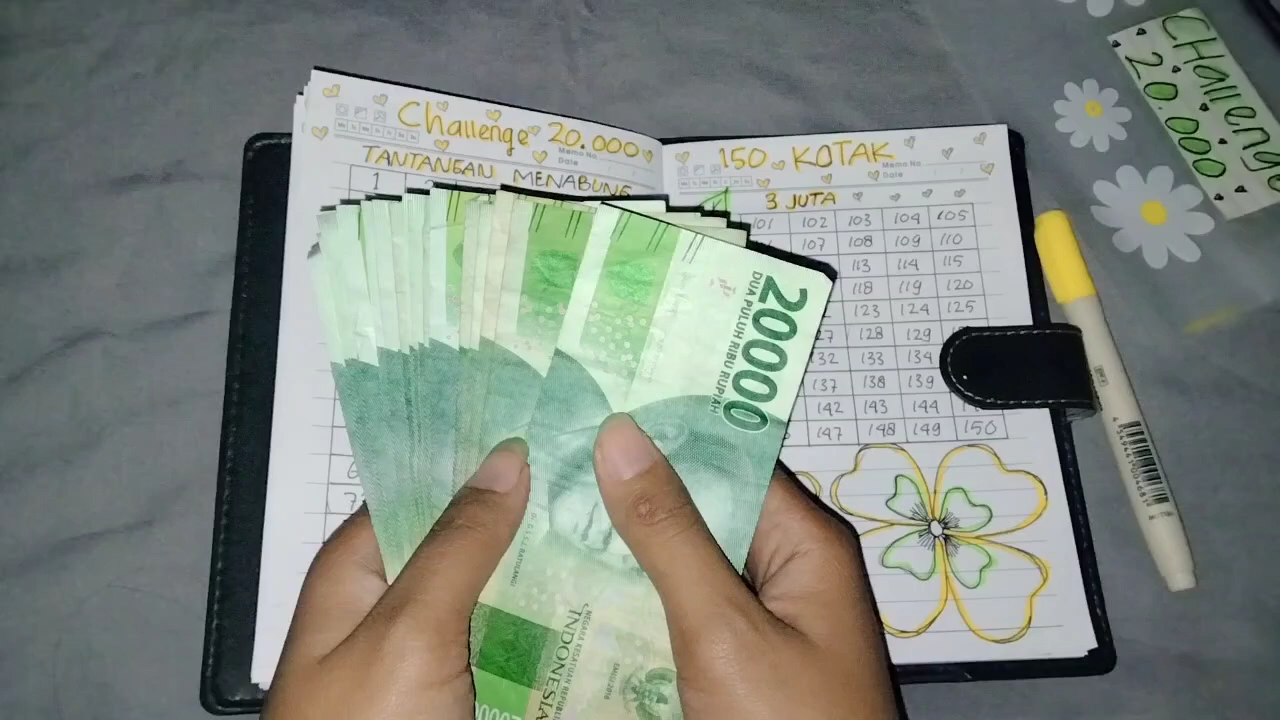 Challenge 20.000
Memo No.
Date
TANTANGAN MENABUNG
1
150 KOTAK
Memo No.
Date
3 JUTA
101 102 103 104 105
107 108 109 110
113 114 115
118 119 120
123 124 125
128 129
132 133 134
137 138 139
142 143 144
147 148 149 150
CHallenge
20.000
20000
DUA PULUH RIBU RUPIAH
NEGARA KESATUAN REPUBLIK
INDONESIA